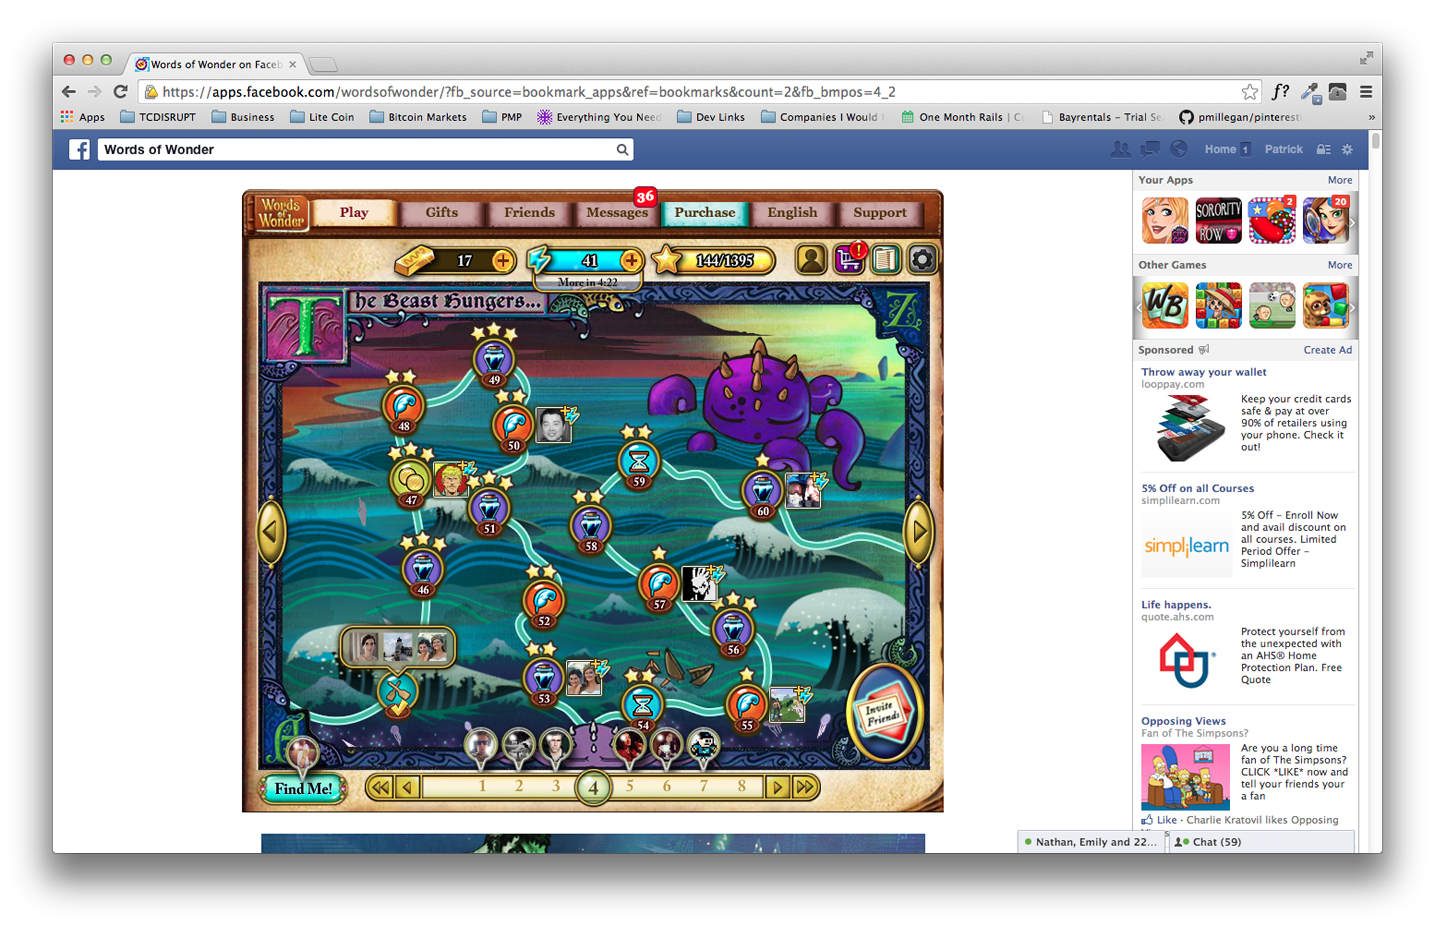 Words of Wonder on Faceb
https://apps.facebook.com/wordsofwonder/?fb_source=bookmark_apps&ref=bookmarks&count=2&fb_bmpos=4_2
f?
Apps TCDISRUPT Business Lite Coin Bitcoin Markets PMP Everything You Need Dev Links Companies I Would One Month Rails | Bayrentals – Trial Se pmillegan/pinterest »
Words of Wonder
Home 1 Patrick
Words of Wonder
Play Gifts Friends Messages 36 Purchase English Support
17 41 144/1395
More in 4:22
The Beast Hungers...
Z
49
48
50
47
59
60
51
58
46
57
52
56
53
54
55
Invite Friends
Find Me!
1 2 3 4 5 6 7 8
Your Apps More
CITY
SORORITY ROW
2
20
Other Games More
WB
Sponsored Create Ad
Throw away your wallet
looppay.com
Keep your credit cards
safe & pay at over
90% of retailers using
your phone. Check it
out!
5% Off on all Courses
simplilearn.com
simplilearn
5% Off – Enroll Now
and avail discount on
all courses. Limited
Period Offer –
Simplilearn
Life happens.
quote.ahs.com
Protect yourself from
the unexpected with
an AHS® Home
Protection Plan. Free
Quote
Opposing Views
Fan of The Simpsons?
Are you a long time
fan of The Simpsons?
CLICK *LIKE* now and
tell your friends your
a fan
Like · Charlie Kratovil likes Opposing
Nathan, Emily and 22...
Chat (59)